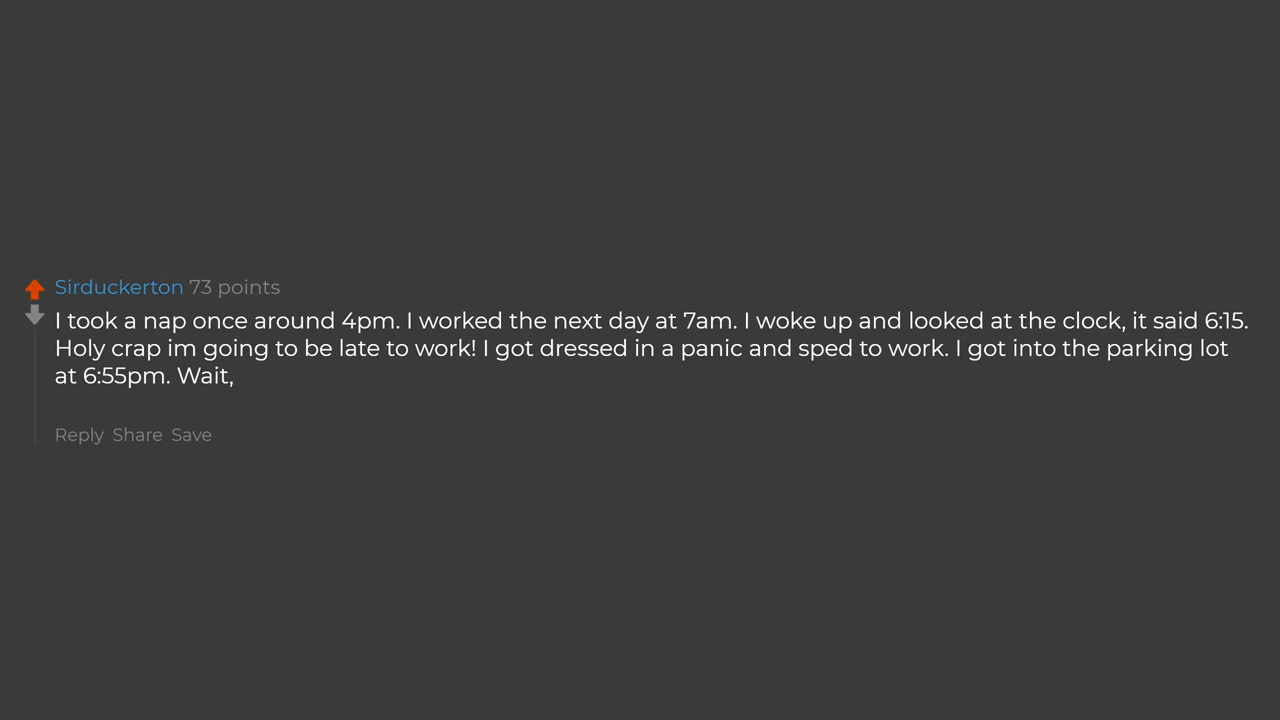 Sirduckerton 73 points
I took a nap once around 4pm. I worked the next day at 7am. I woke up and looked at the clock, it said 6:15.
Holy crap im going to be late to work! I got dressed in a panic and sped to work. I got into the parking lot
at 6:55pm. Wait,
Reply Share Save